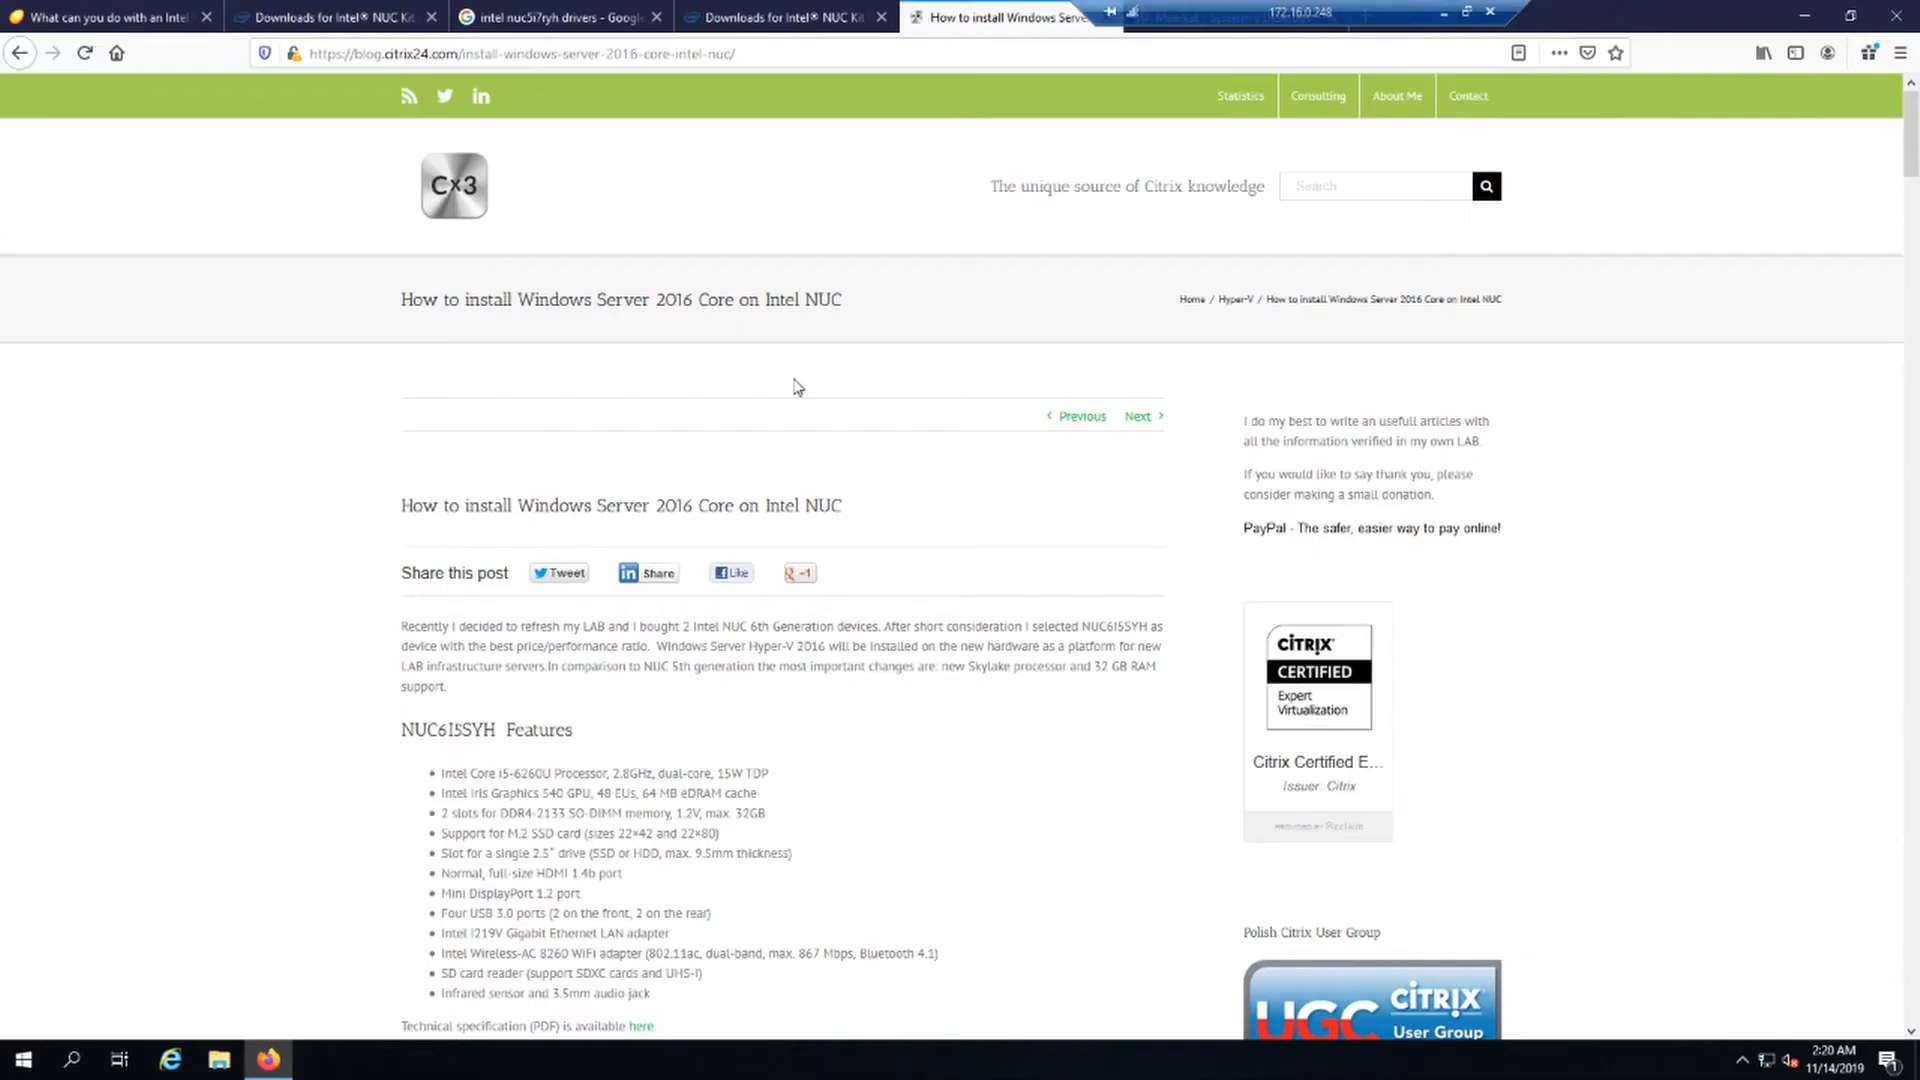 What can you do with an Intel
Downloads for Intel® NUC Kit
intel nuc5i7ryh drivers - Google
Downloads for Intel® NUC Kit
How to install Windows Serve
172.16.0.248
https://blog.citrix24.com/install-windows-server-2016-core-intel-nuc/
Statistics
Consulting
About Me
Contact
Cx3
The unique source of Citrix knowledge
Search...
How to install Windows Server 2016 Core on Intel NUC
Home / Hyper-V / How to install Windows Server 2016 Core on Intel NUC
Previous
Next
I do my best to write an usefull articles with
all the information verified in my own LAB.
If you would like to say thank you, please
consider making a small donation.
PayPal - The safer, easier way to pay online!
How to install Windows Server 2016 Core on Intel NUC
Share this post
Tweet
Share
Like
+1
Recently I decided to refresh my LAB and I bought 2 Intel NUC 6th Generation devices. After short consideration I selected NUC6I5SYH as
device with the best price/performance ratio. Windows Server Hyper-V 2016 will be installed on the new hardware as a platform for new
LAB infrastructure servers.In comparison to NUC 5th generation the most important changes are: new Skylake processor and 32 GB RAM
support.
NUC6I5SYH Features
Intel Core i5-6260U Processor, 2.8GHz, dual-core, 15W TDP
Intel Iris Graphics 540 GPU, 48 EUs, 64 MB eDRAM cache
2 slots for DDR4-2133 SO-DIMM memory, 1.2V, max. 32GB
Support for M.2 SSD card (sizes 22×42 and 22×80)
Slot for a single 2.5" drive (SSD or HDD, max. 9.5mm thickness)
Normal, full-size HDMI 1.4b port
Mini DisplayPort 1.2 port
Four USB 3.0 ports (2 on the front, 2 on the rear)
Intel I219V Gigabit Ethernet LAN adapter
Intel Wireless-AC 8260 WiFi adapter (802.11ac, dual-band, max. 867 Mbps, Bluetooth 4.1)
SD card reader (support SDXC cards and UHS-I)
Infrared sensor and 3.5mm audio jack
Technical specification (PDF) is available here.
CİTRIX
CERTIFIED
Expert
Virtualization
Citrix Certified E...
Issuer: Citrix
PROVIDED BY Acclaim
Polish Citrix User Group
UGC
CİTRIX
User Group
2:20 AM
11/14/2019
1